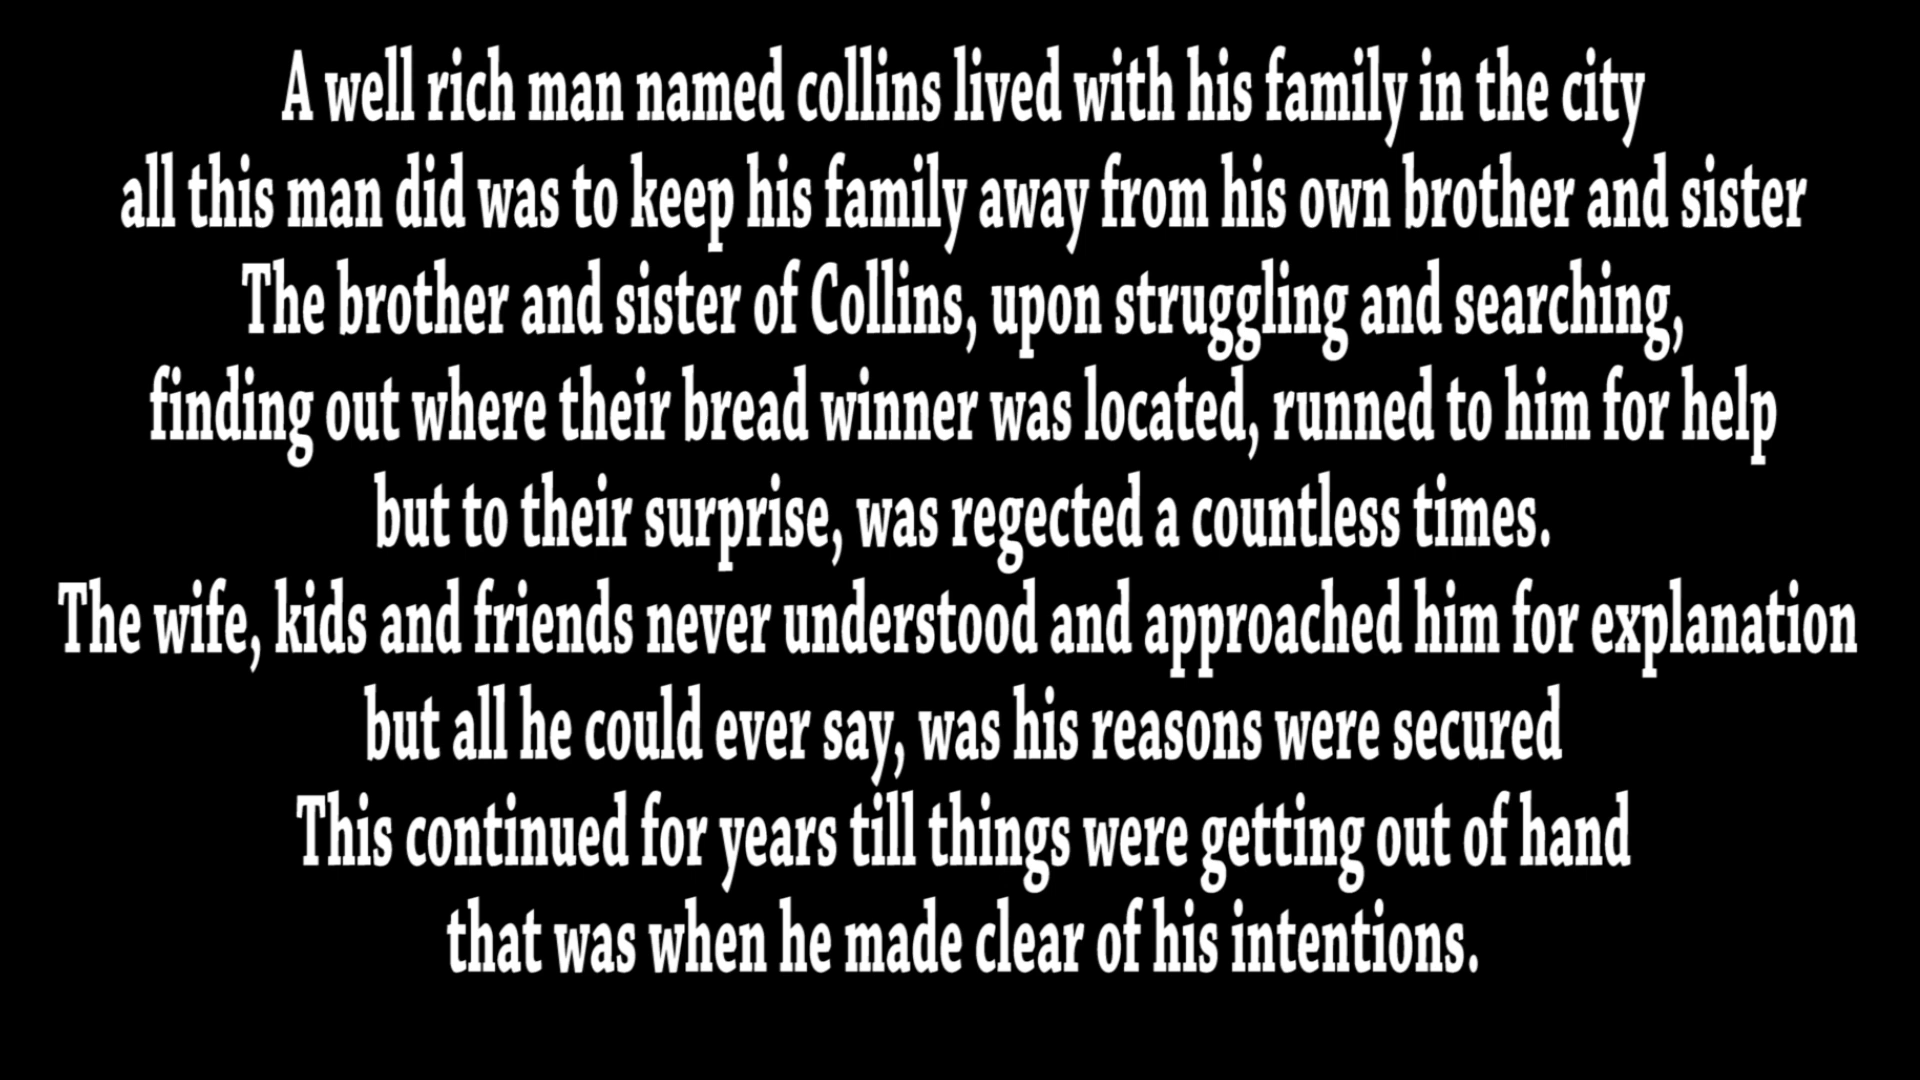 A well rich man named collins lived with his family in the city
all this man did was to keep his family away from his own brother and sister
The brother and sister of Collins, upon struggling and searching,
finding out where their bread winner was located, runned to him for help
but to their surprise, was regected a countless times.
The wife, kids and friends never understood and approached him for explanation
but all he could ever say, was his reasons were secured
This continued for years till things were getting out of hand
that was when he made clear of his intentions.